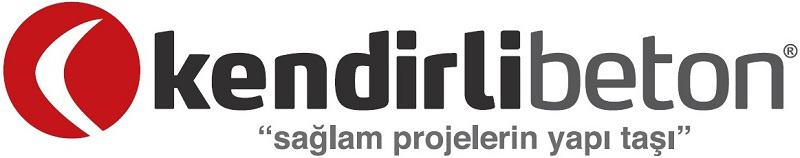 kendirlibeton®
“sağlam projelerin yapı taşı”